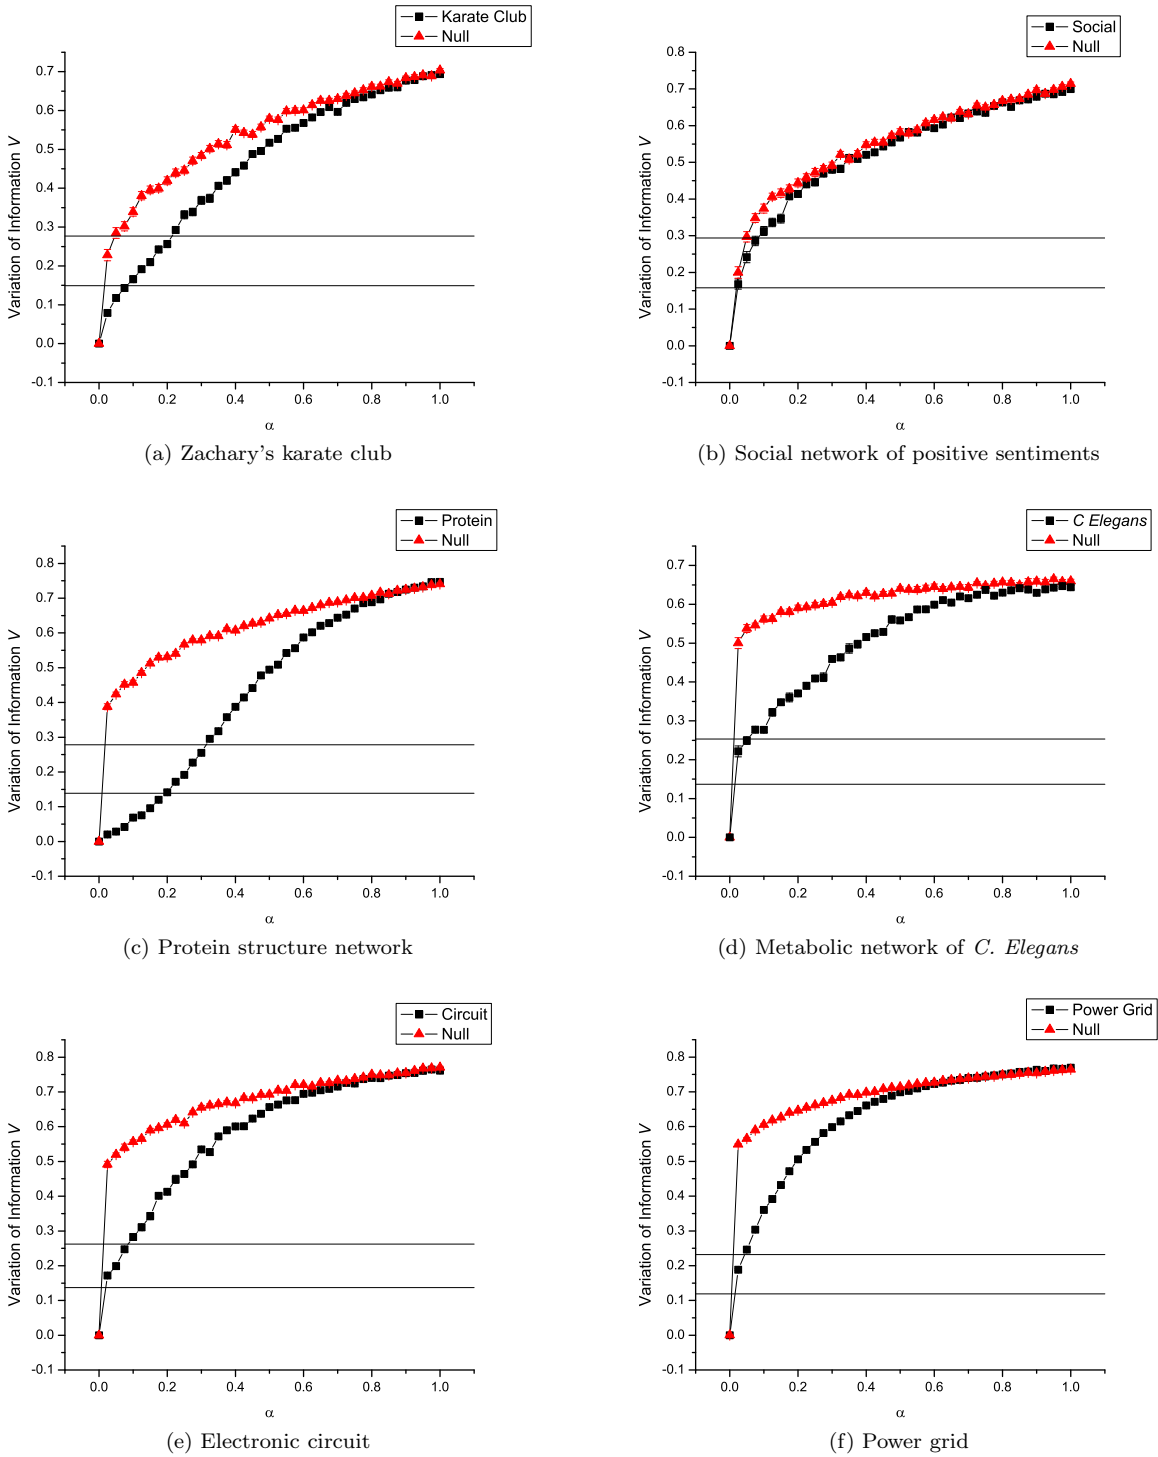 Karate Club
Null
Variation of Information V
0.7
0.6
0.5
0.4
0.3
0.2
0.1
0.0
-0.1
0.0 0.2 0.4 0.6 0.8 1.0
α
(a) Zachary's karate club
Social
Null
Variation of Information V
0.8
0.7
0.6
0.5
0.4
0.3
0.2
0.1
0.0
-0.1
0.0 0.2 0.4 0.6 0.8 1.0
α
(b) Social network of positive sentiments
Protein
Null
Variation of Information V
0.8
0.7
0.6
0.5
0.4
0.3
0.2
0.1
0.0
-0.1
0.0 0.2 0.4 0.6 0.8 1.0
α
(c) Protein structure network
C Elegans
Null
Variation of Information V
0.7
0.6
0.5
0.4
0.3
0.2
0.1
0.0
-0.1
0.0 0.2 0.4 0.6 0.8 1.0
α
(d) Metabolic network of C. Elegans
Circuit
Null
Variation of Information V
0.8
0.7
0.6
0.5
0.4
0.3
0.2
0.1
0.0
-0.1
0.0 0.2 0.4 0.6 0.8 1.0
α
(e) Electronic circuit
Power Grid
Null
Variation of Information V
0.8
0.7
0.6
0.5
0.4
0.3
0.2
0.1
0.0
-0.1
0.0 0.2 0.4 0.6 0.8 1.0
α
(f) Power grid